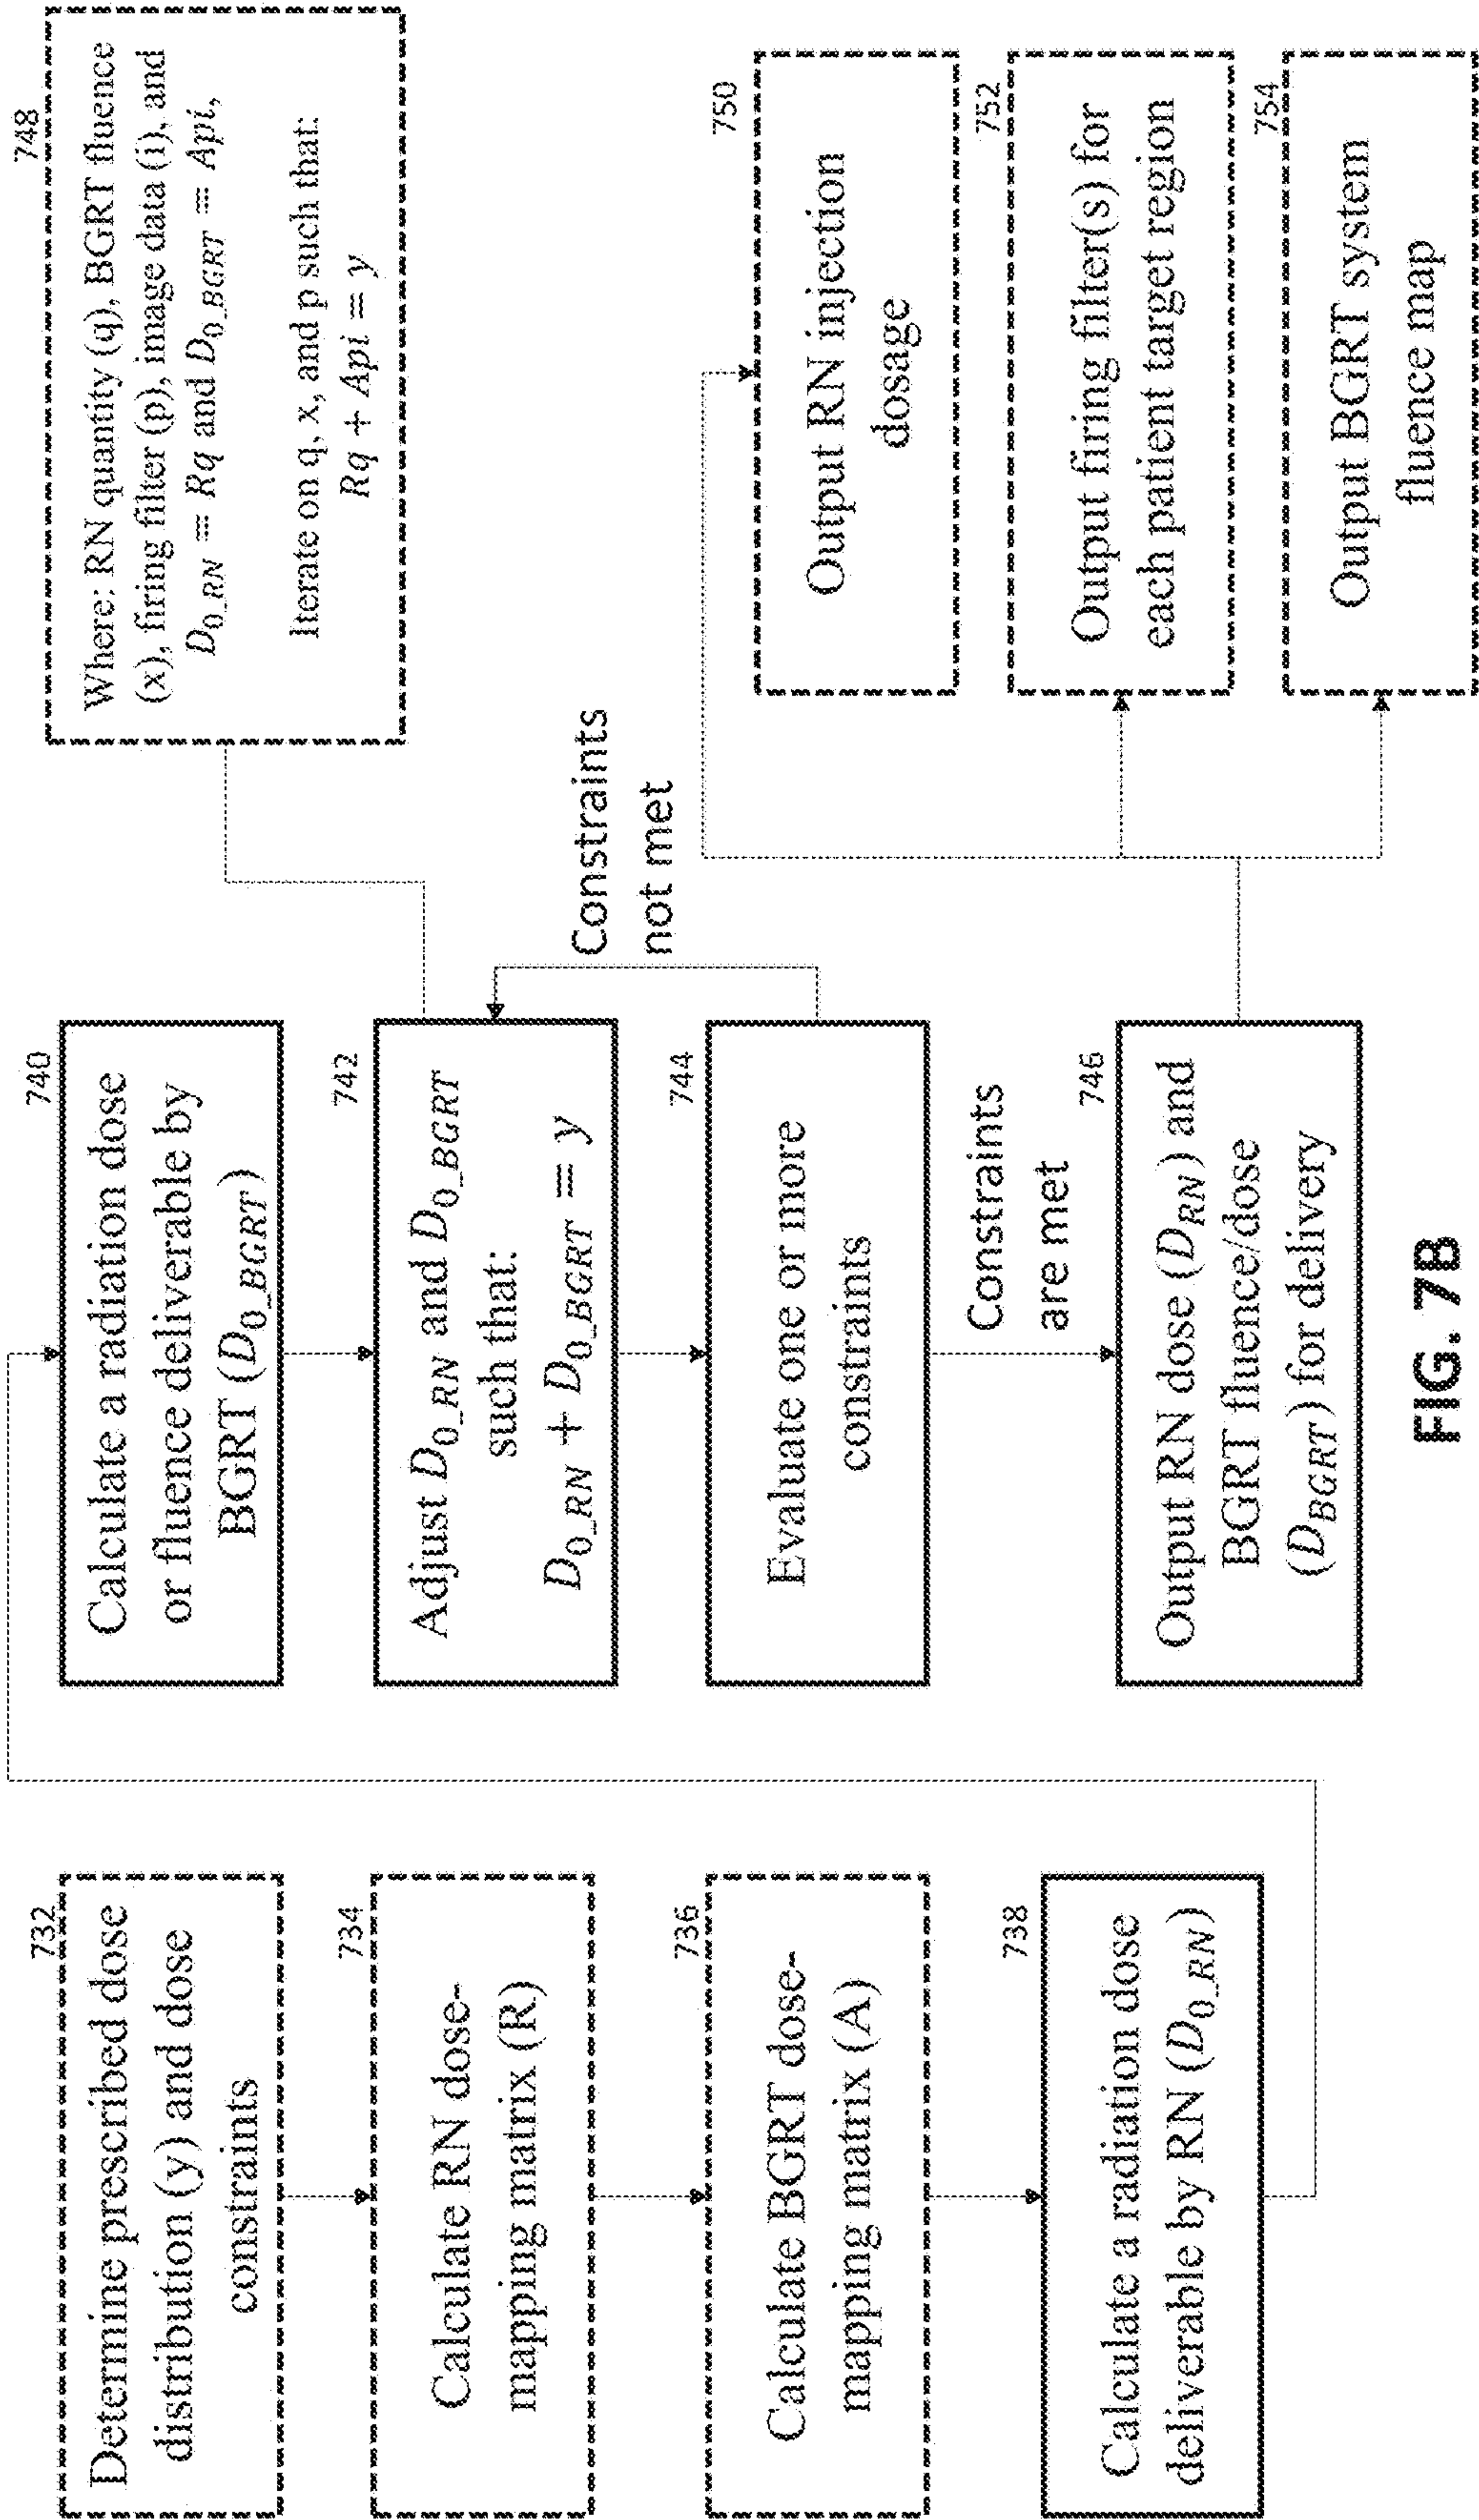 732
Determine prescribed dose
distribution (y) and dose
constraints
734
Calculate RN dose-
mapping matrix (R)
736
Calculate BGRT dose-
mapping matrix (A)
738
Calculate a radiation dose
deliverable by RN (D0_RN)
740
Calculate a radiation dose
or fluence deliverable by
BGRT (D0_BGRT)
742
Adjust D0_RN and D0_BGRT
such that:
D0_RN + D0_BGRT = y
744
Evaluate one or more
constraints
Constraints
not met
Constraints
are met
746
Output RN dose (DRN) and
BGRT fluence/dose
(DBGRT) for delivery
748
Where: RN quantity (q), BGRT fluence
(x), firing filter (p), image data (i), and
D0_RN = Rq and D0_BGRT = Api,
Iterate on q, x, and p such that:
Rq + Api = y
750
Output RN injection
dosage
752
Output firing filter(s) for
each patient target region
754
Output BGRT system
fluence map
FIG. 7B